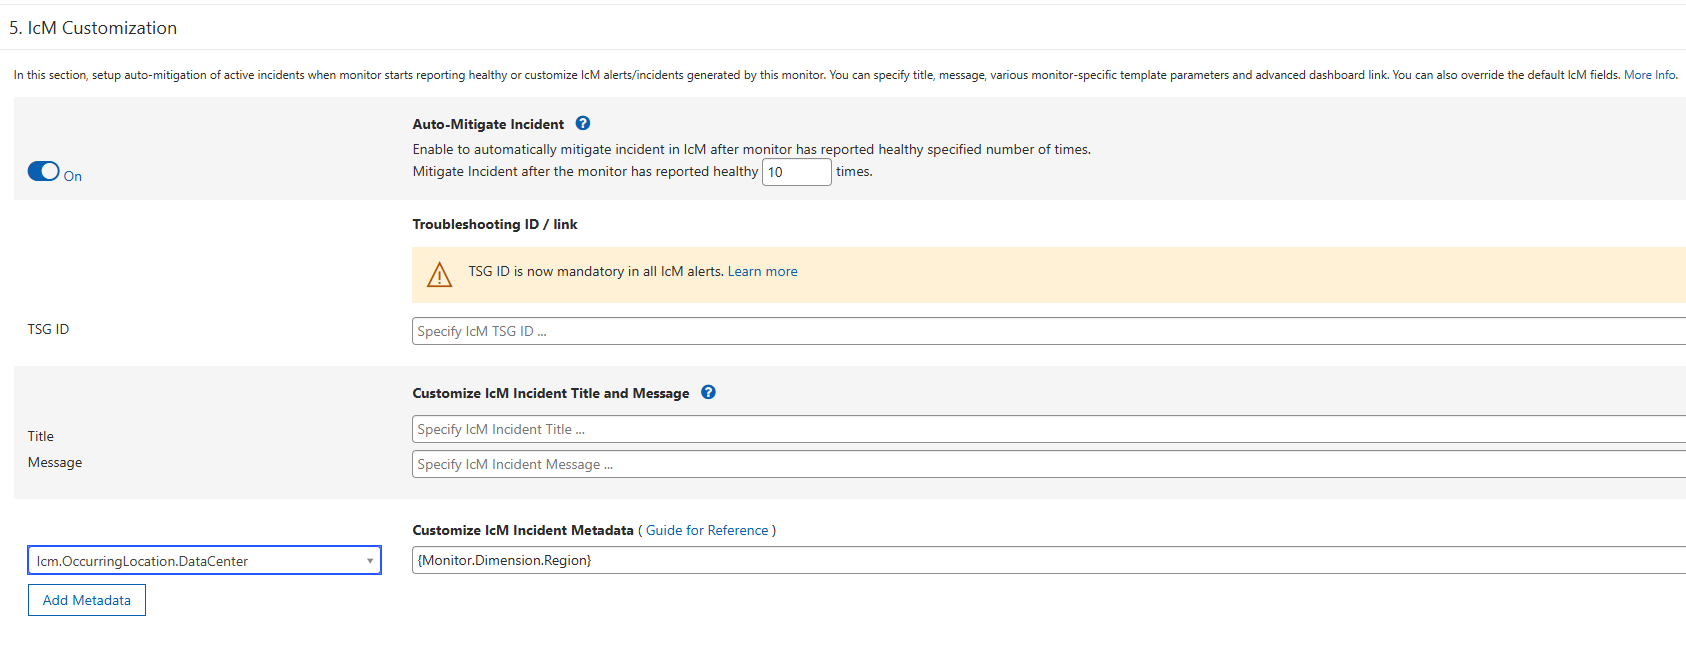 5. IcM Customization
In this section, setup auto-mitigation of active incidents when monitor starts reporting healthy or customize IcM alerts/incidents generated by this monitor. You can specify title, message, various monitor-specific template parameters and advanced dashboard link. You can also override the default IcM fields. More Info.
Auto-Mitigate Incident ?
Enable to automatically mitigate incident in IcM after monitor has reported healthy specified number of times.
On
Mitigate Incident after the monitor has reported healthy 10 times.
Troubleshooting ID / link
TSG ID is now mandatory in all IcM alerts. Learn more
TSG ID
Specify IcM TSG ID ...
Customize IcM Incident Title and Message ?
Title
Specify IcM Incident Title ...
Message
Specify IcM Incident Message ...
Customize IcM Incident Metadata ( Guide for Reference )
Icm.OccurringLocation.DataCenter
{Monitor.Dimension.Region}
Add Metadata